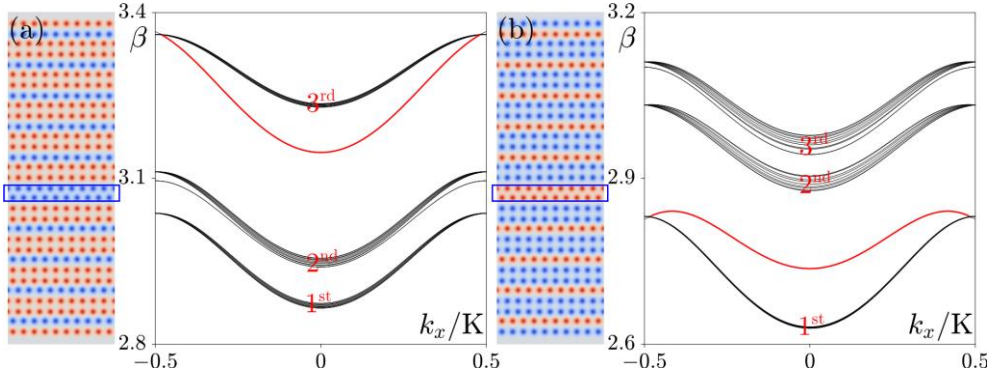 (a)
3.4
β
3.1
2.8
3rd
2nd
1st
kx/K
−0.5
0
0.5
(b)
3.2
β
2.9
2.6
3rd
2nd
1st
kx/K
−0.5
0
0.5